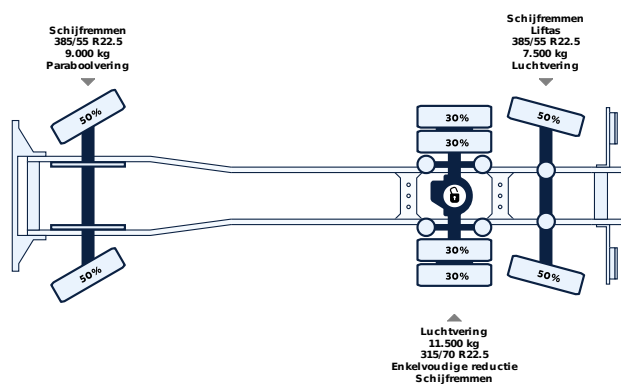 Schijfremmen
385/55 R22.5
9.000 kg
Paraboolvering
Schijfremmen
Liftas
385/55 R22.5
7.500 kg
Luchtvering
50%
30%
50%
30%
50%
30%
50%
30%
Luchtvering
11.500 kg
315/70 R22.5
Enkelvoudige reductie
Schijfremmen